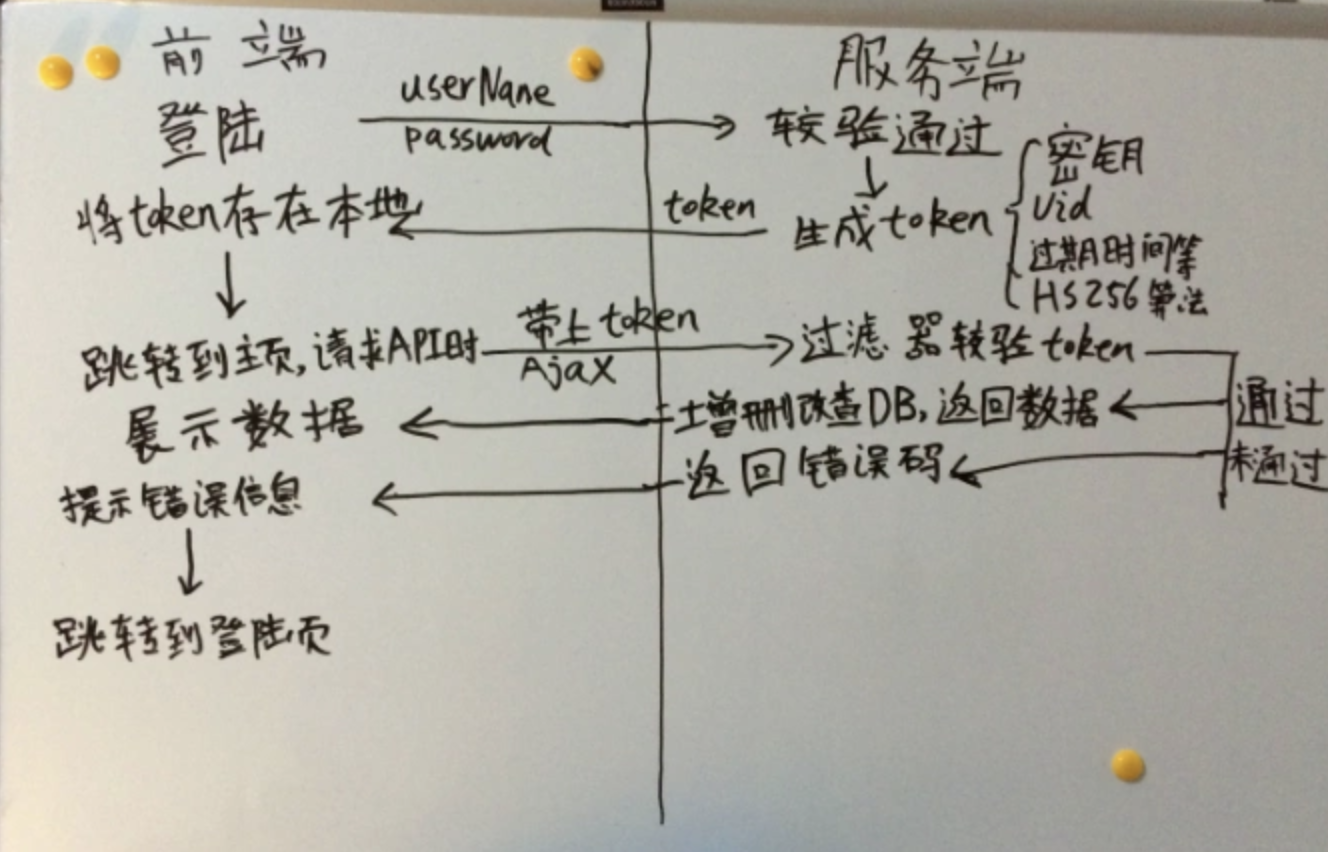 前端
服务端
登陆
userName
password
较验通过
密钥
Uid
过期时间等
HS256算法
将token存在本地
token
生成token
跳转到主页,请求API时
带上token
AjaX
过滤器较验token
展示数据
增删改查DB,返回数据
通过
提示错误信息
返回错误码
未通过
跳转到登陆页